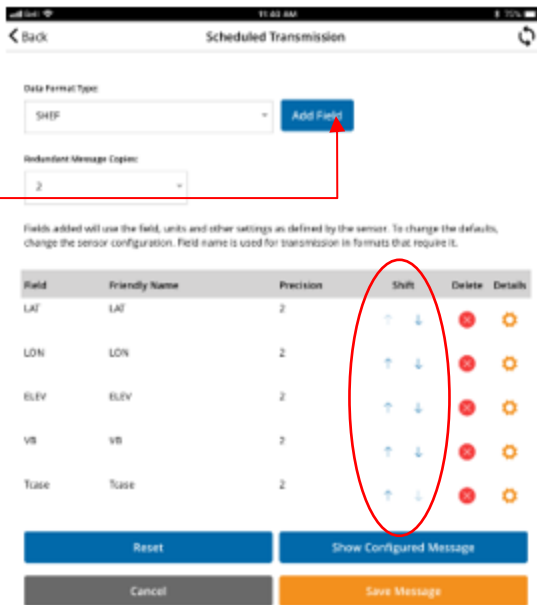 11:40 AM
75%
Back
Scheduled Transmission
Data Format Type:
SHEF
Add Field
Redundant Message Copies:
2
Fields added will use the field, units and other settings as defined by the sensor. To change the defaults,
change the sensor configuration. Field name is used for transmission in formats that require it.
Field Friendly Name Precision Shift Delete Details
LAT LAT 2
LON LON 2
ELEV ELEV 2
VB VB 2
Tcase Tcase 2
Reset Show Configured Message
Cancel Save Message